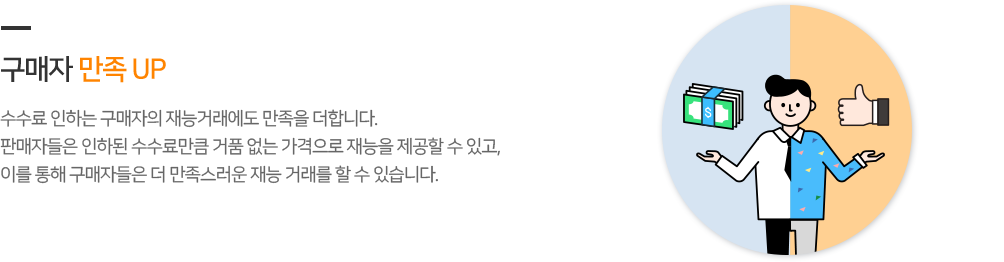 구매자 만족 UP
수수료 인하는 구매자의 재능거래에도 만족을 더합니다.
판매자들은 인하된 수수료만큼 거품 없는 가격으로 재능을 제공할 수 있고,
이를 통해 구매자들은 더 만족스러운 재능 거래를 할 수 있습니다.
$